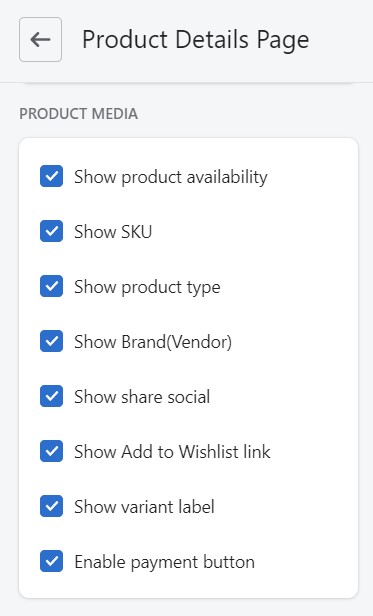 Product Details Page
PRODUCT MEDIA
Show product availability
Show SKU
Show product type
Show Brand(Vendor)
Show share social
Show Add to Wishlist link
Show variant label
Enable payment button